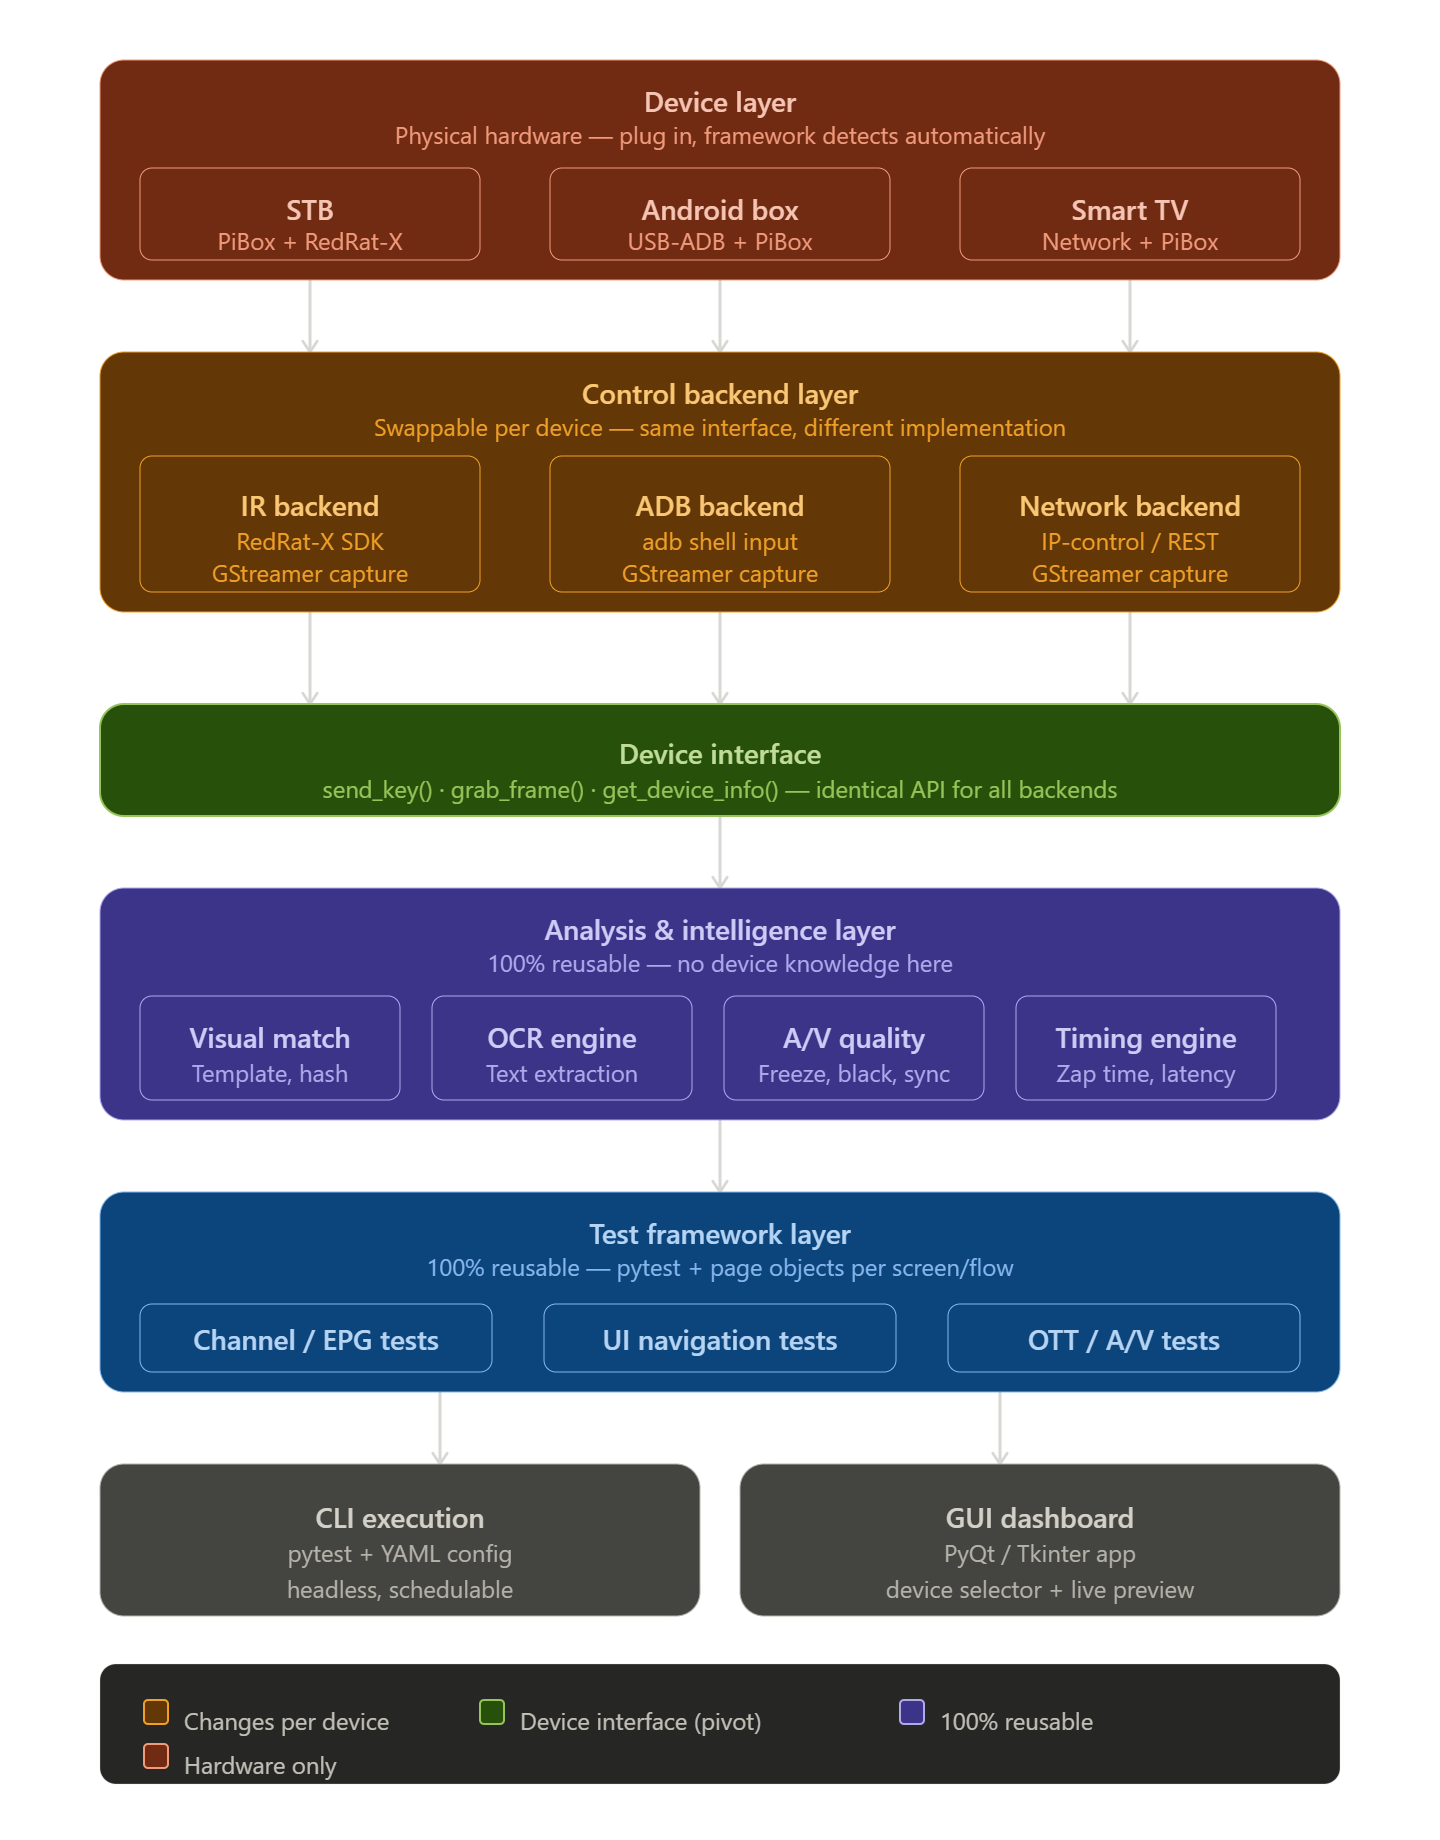 Device layer
Physical hardware — plug in, framework detects automatically
STB
PiBox + RedRat-X
Android box
USB-ADB + PiBox
Smart TV
Network + PiBox
Control backend layer
Swappable per device — same interface, different implementation
IR backend
RedRat-X SDK
GStreamer capture
ADB backend
adb shell input
GStreamer capture
Network backend
IP-control / REST
GStreamer capture
Device interface
send_key() · grab_frame() · get_device_info() — identical API for all backends
Analysis & intelligence layer
100% reusable — no device knowledge here
Visual match
Template, hash
OCR engine
Text extraction
A/V quality
Freeze, black, sync
Timing engine
Zap time, latency
Test framework layer
100% reusable — pytest + page objects per screen/flow
Channel / EPG tests
UI navigation tests
OTT / A/V tests
CLI execution
pytest + YAML config
headless, schedulable
GUI dashboard
PyQt / Tkinter app
device selector + live preview
Changes per device
Device interface (pivot)
100% reusable
Hardware only